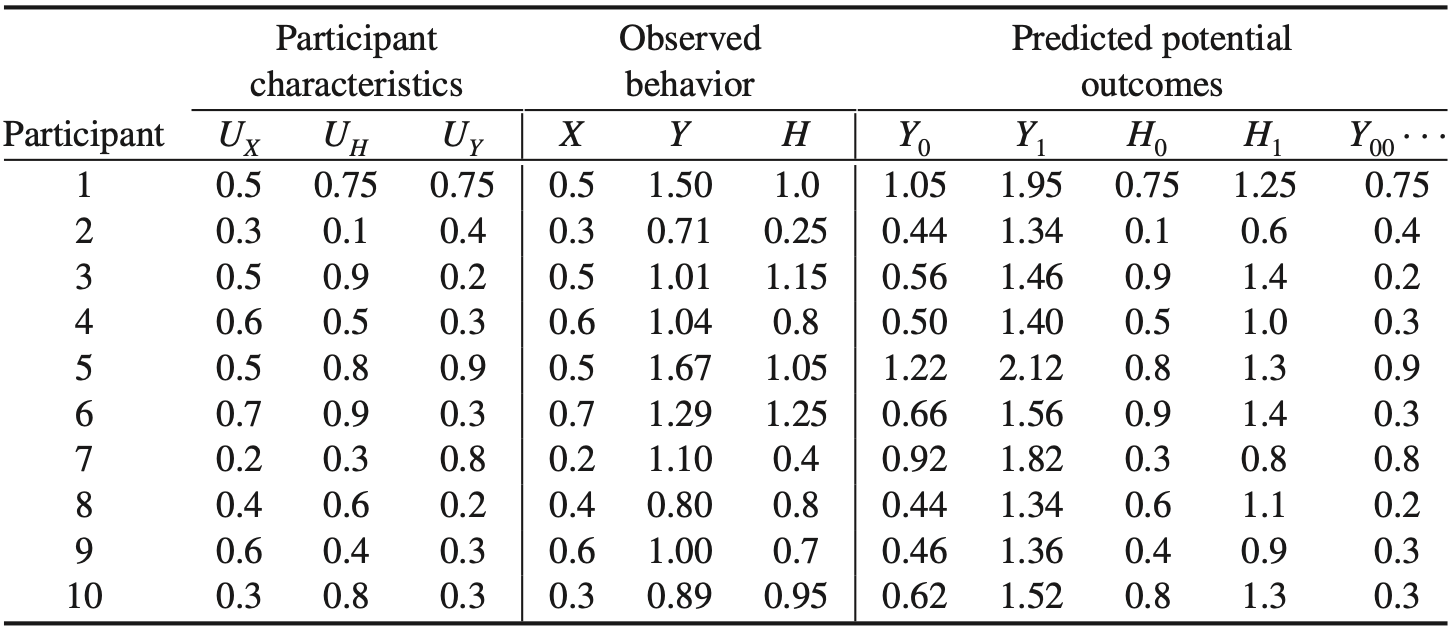 Participant Observed Predicted potential
characteristics behavior outcomes
Participant U_X U_H U_Y X Y H Y_0 Y_1 H_0 H_1 Y_00 ···
1 0.5 0.75 0.75 0.5 1.50 1.0 1.05 1.95 0.75 1.25 0.75
2 0.3 0.1 0.4 0.3 0.71 0.25 0.44 1.34 0.1 0.6 0.4
3 0.5 0.9 0.2 0.5 1.01 1.15 0.56 1.46 0.9 1.4 0.2
4 0.6 0.5 0.3 0.6 1.04 0.8 0.50 1.40 0.5 1.0 0.3
5 0.5 0.8 0.9 0.5 1.67 1.05 1.22 2.12 0.8 1.3 0.9
6 0.7 0.9 0.3 0.7 1.29 1.25 0.66 1.56 0.9 1.4 0.3
7 0.2 0.3 0.8 0.2 1.10 0.4 0.92 1.82 0.3 0.8 0.8
8 0.4 0.6 0.2 0.4 0.80 0.8 0.44 1.34 0.6 1.1 0.2
9 0.6 0.4 0.3 0.6 1.00 0.7 0.46 1.36 0.4 0.9 0.3
10 0.3 0.8 0.3 0.3 0.89 0.95 0.62 1.52 0.8 1.3 0.3